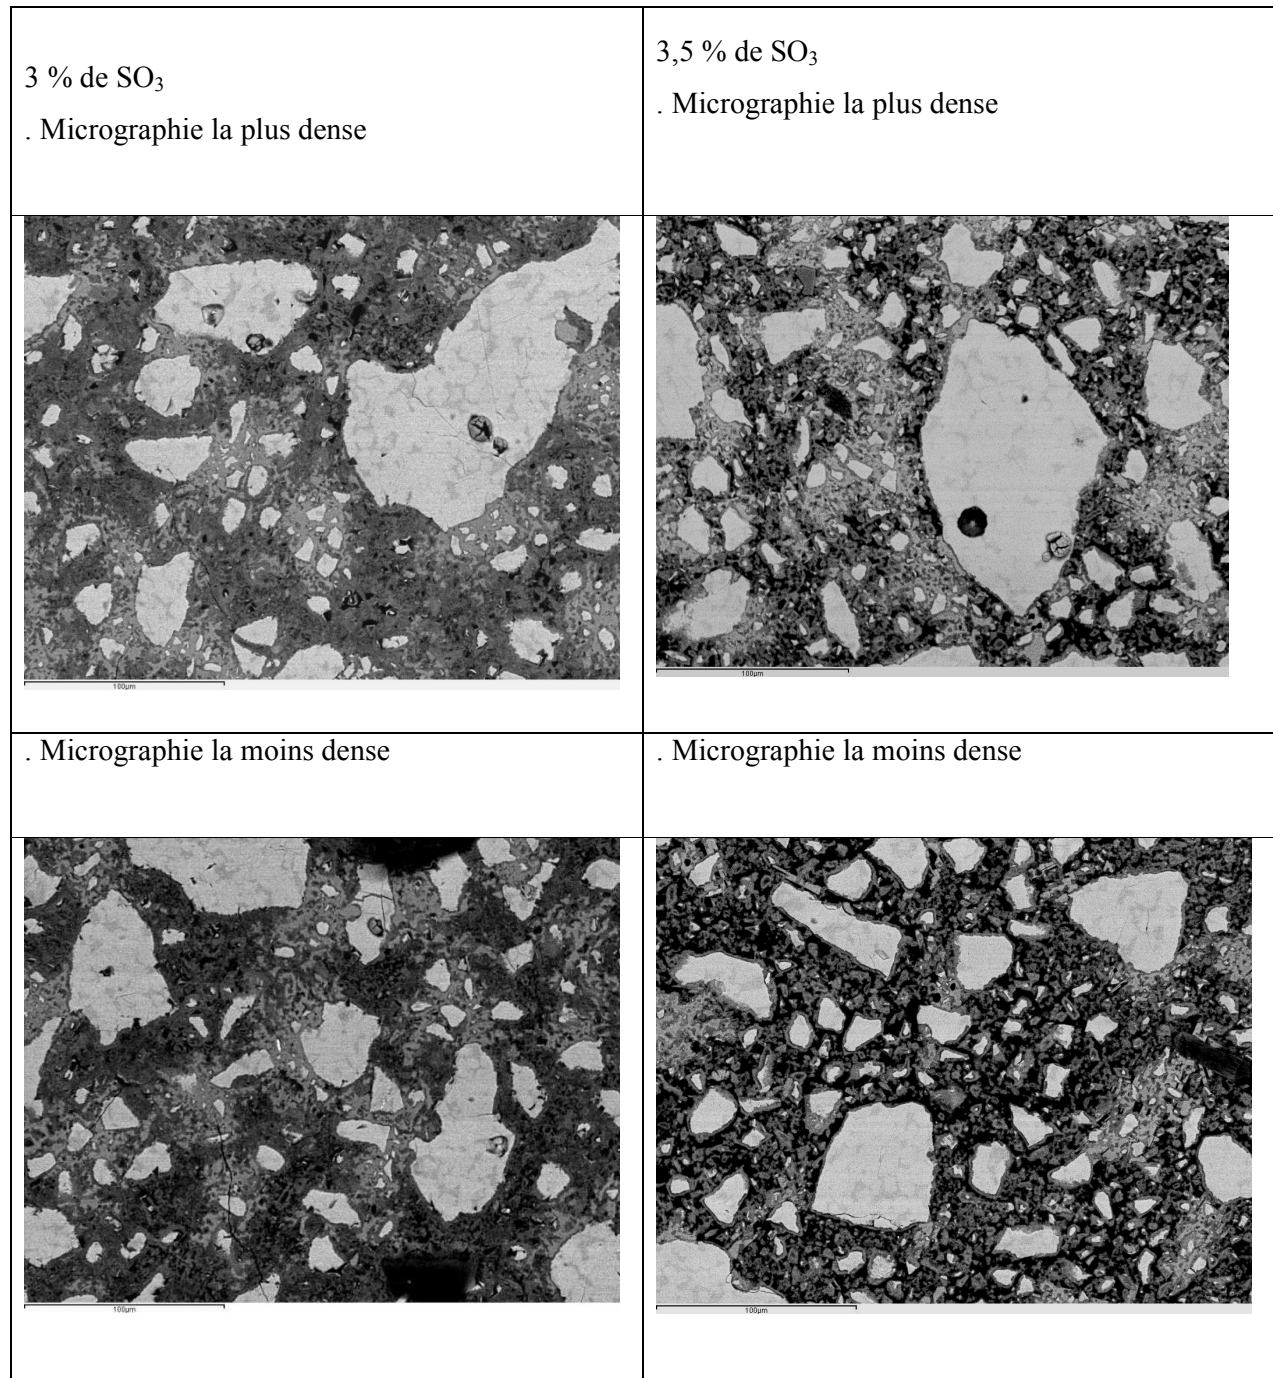 3 % de SO₃
. Micrographie la plus dense
3,5 % de SO₃
. Micrographie la plus dense
100µm
100µm
. Micrographie la moins dense
. Micrographie la moins dense
100µm
100µm